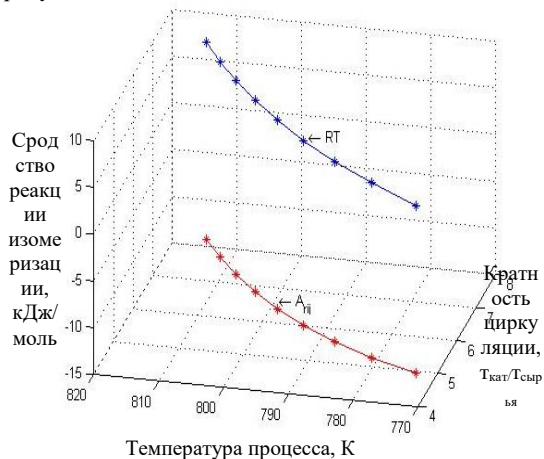 Срод
ство
реакц
ии
изоме
ризац
ии,
кДж/
моль
10
5
0
-5
-10
-15
820
810
800
790
780
770
4
5
6
7
8
← RT
← Arij
Кратн
ость
цирку
ляции,
τкат/τсыр
ья
Температура процесса, К